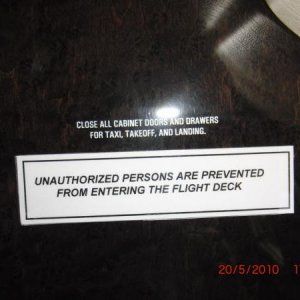 CLOSE ALL CABINET DOORS AND DRAWERS
FOR TAXI, TAKEOFF, AND LANDING.
UNAUTHORIZED PERSONS ARE PREVENTED
FROM ENTERING THE FLIGHT DECK
20/5/2010 1